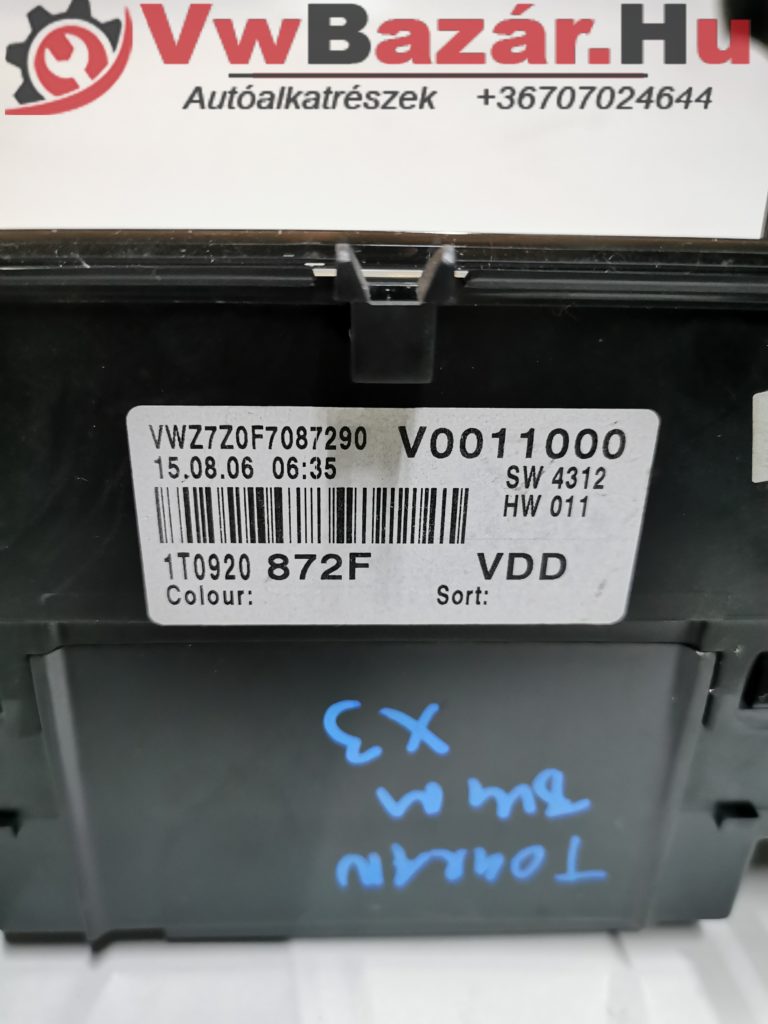 VwBazár.Hu
Autóalkatrészek +36707024644
VWZ7Z0F7087290 V0011000
15.08.06 06:35 SW 4312
HW 011
1T0920 872F VDD
Colour: Sort:
TOURAN
X3